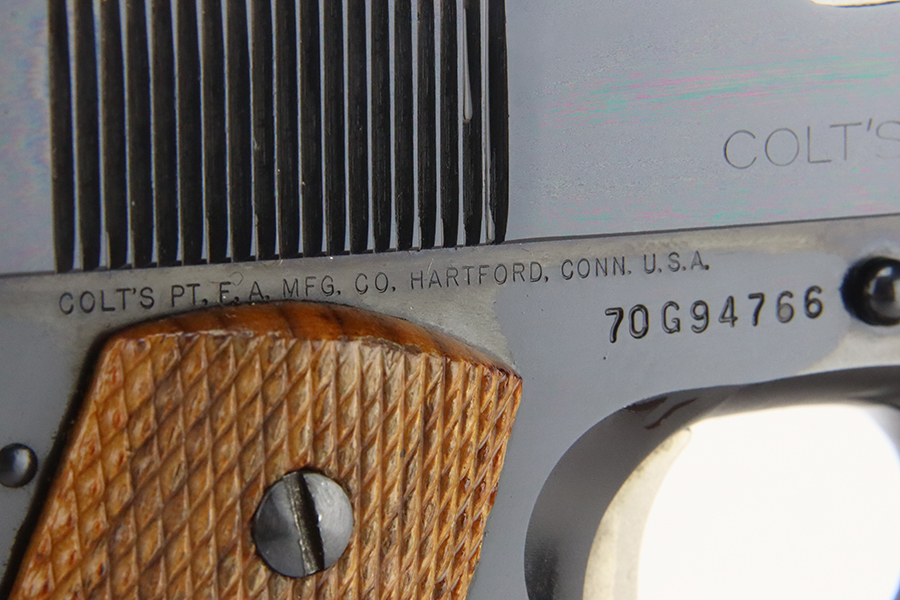 COLT'S
COLT'S PT. F. A. MFG. CO. HARTFORD, CONN. U.S.A.
70G94766